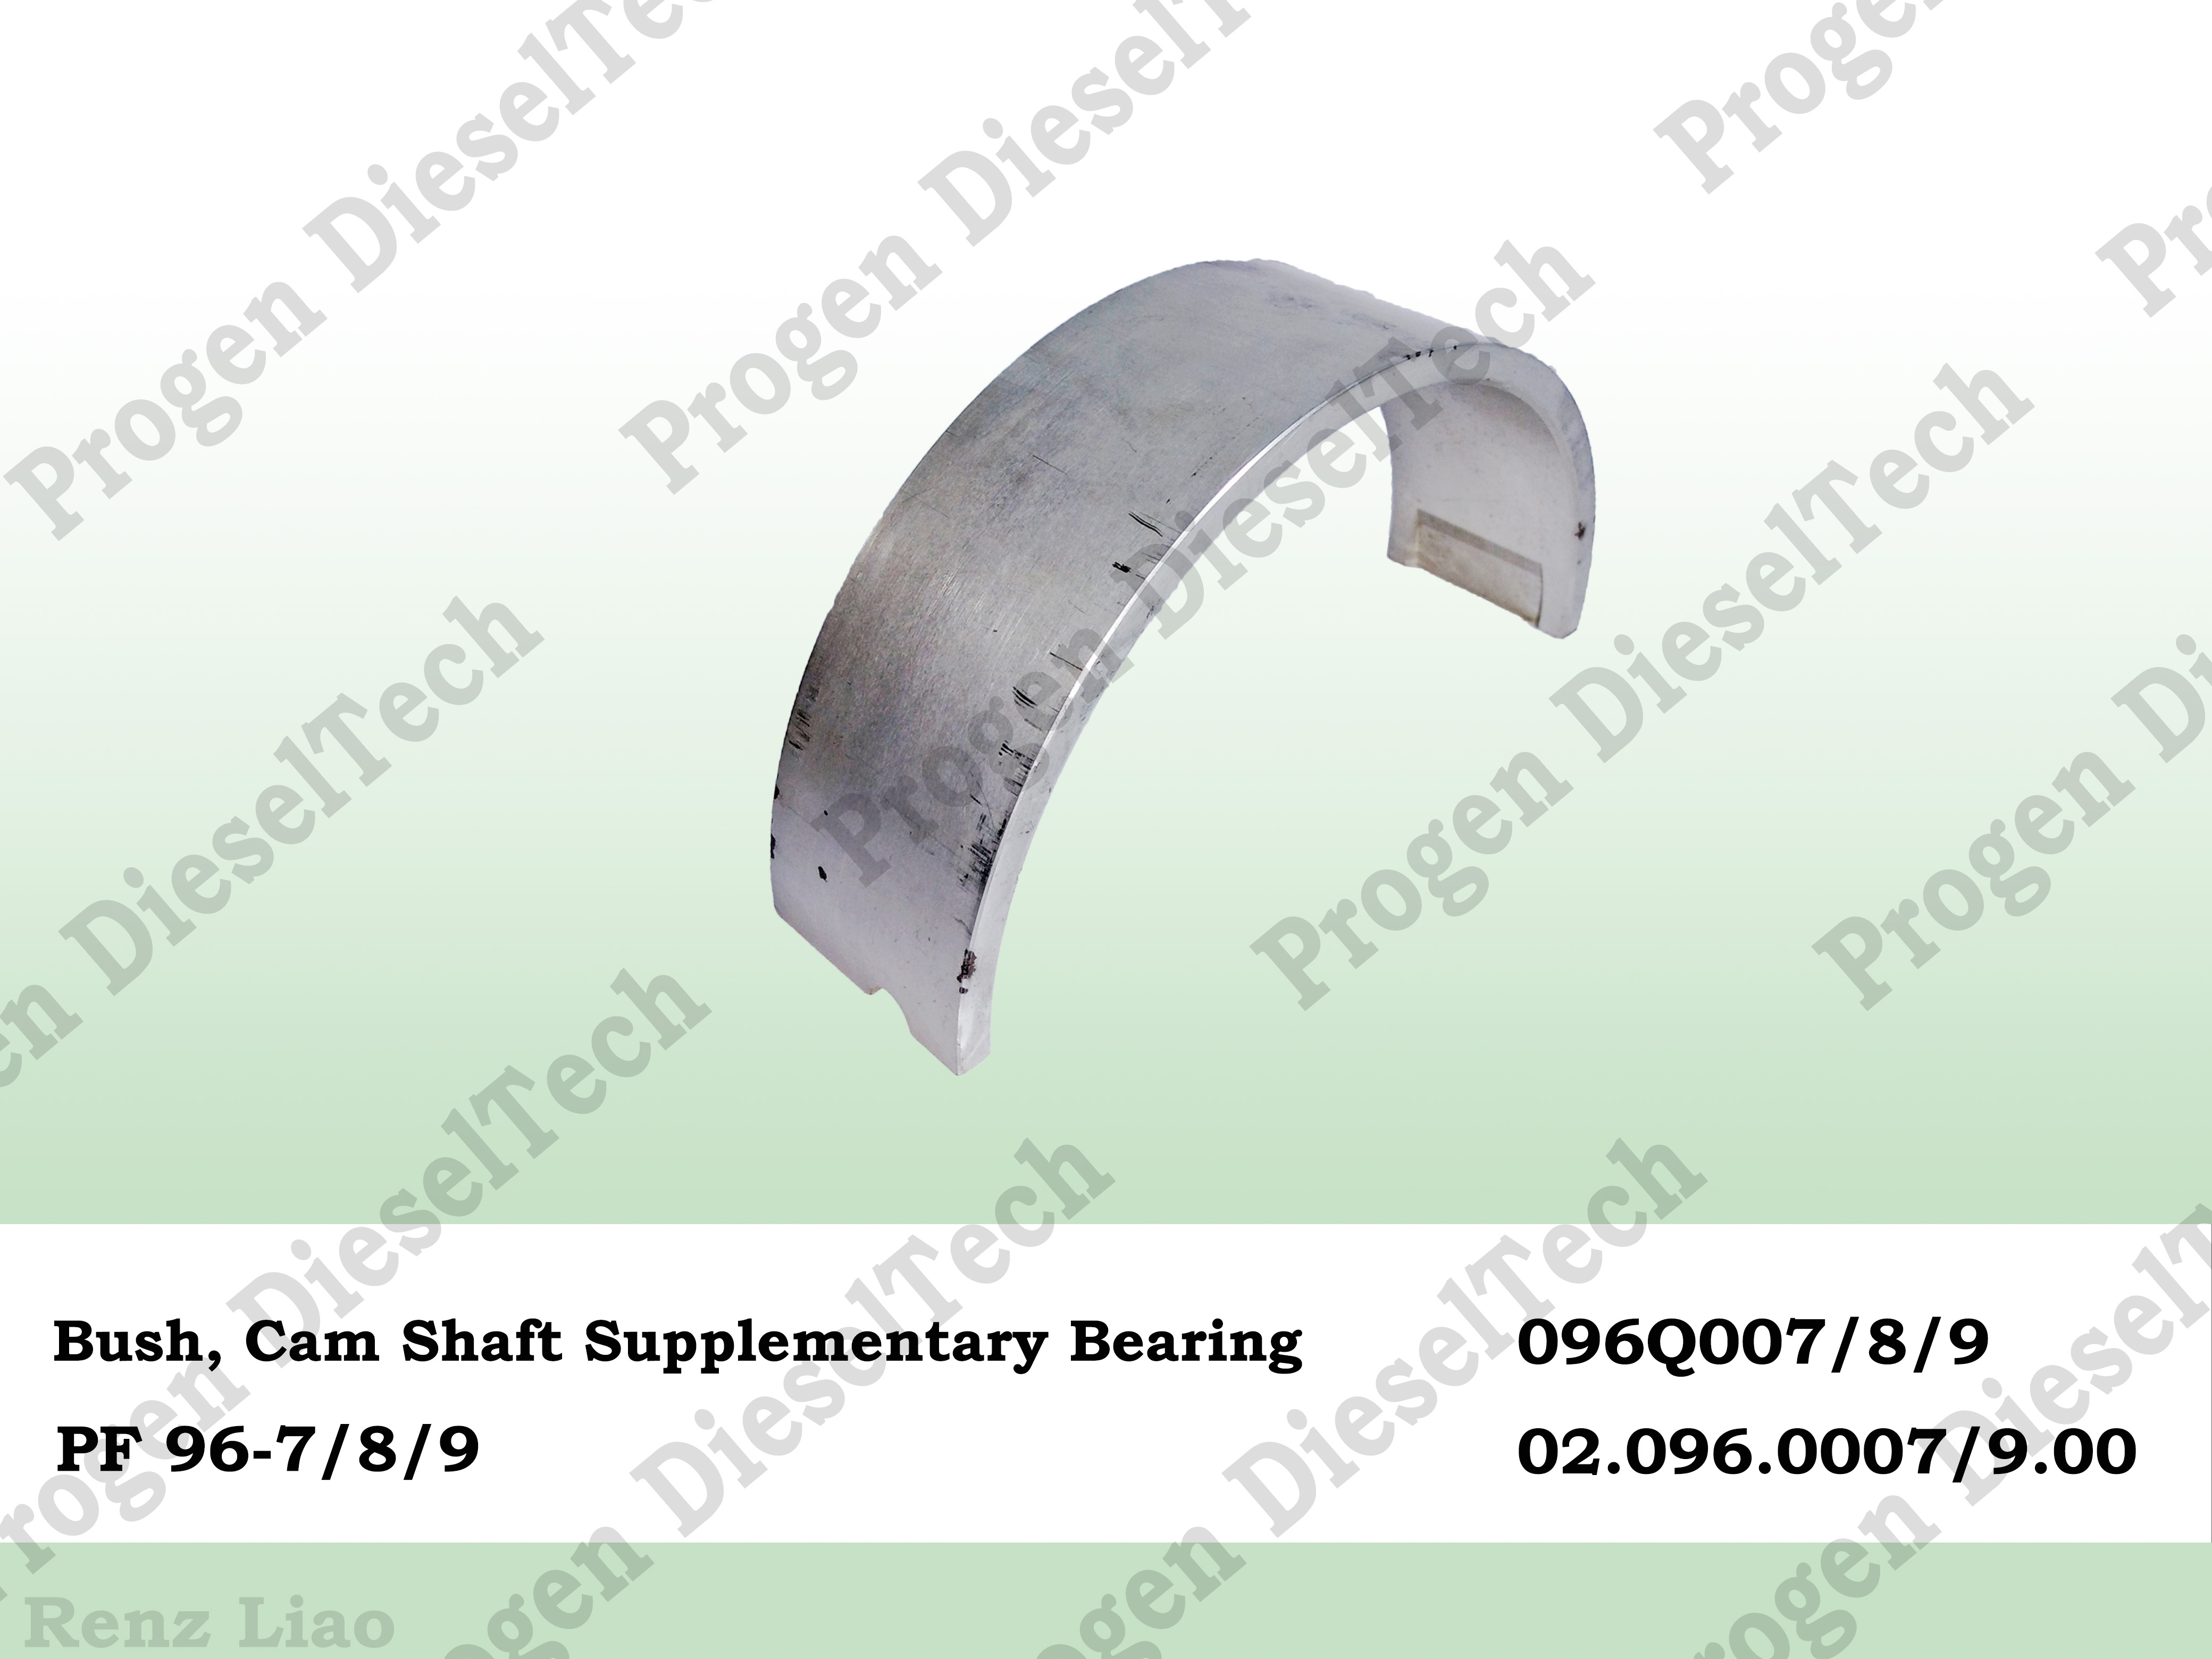 Progen DieselTech
Bush, Cam Shaft Supplementary Bearing
096Q007/8/9
PF 96-7/8/9
02.096.0007/9.00
Renz Liao